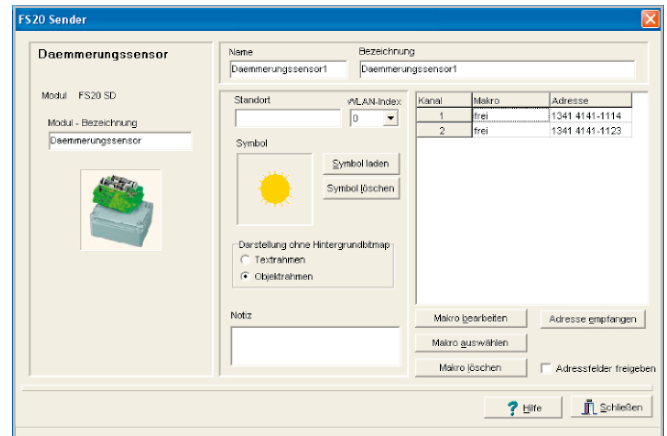 FS20 Sender
Daemmerungssensor
Modul FS20 SD
Modul - Bezeichnung
Daemmerungssensor
Name
Bezeichnung
Daemmerungssensor1
Daemmerungssensor1
Standort
WLAN-Index
0
Symbol
Symbol laden
Symbol löschen
Darstellung ohne Hintergrundbitmap
Textrahmen
Objektrahmen
Notiz
Kanal Makro Adresse
1 frei 1341 4141-1114
2 frei 1341 4141-1123
Makro bearbeiten
Adresse empfangen
Makro auswählen
Makro löschen
Adressfelder freigeben
? Hilfe
Schließen